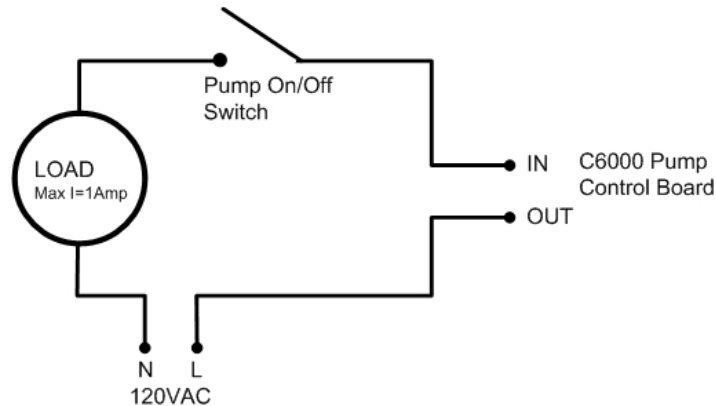 Pump On/Off
Switch
LOAD
Max I=1Amp
IN
C6000 Pump
Control Board
OUT
N
L
120VAC